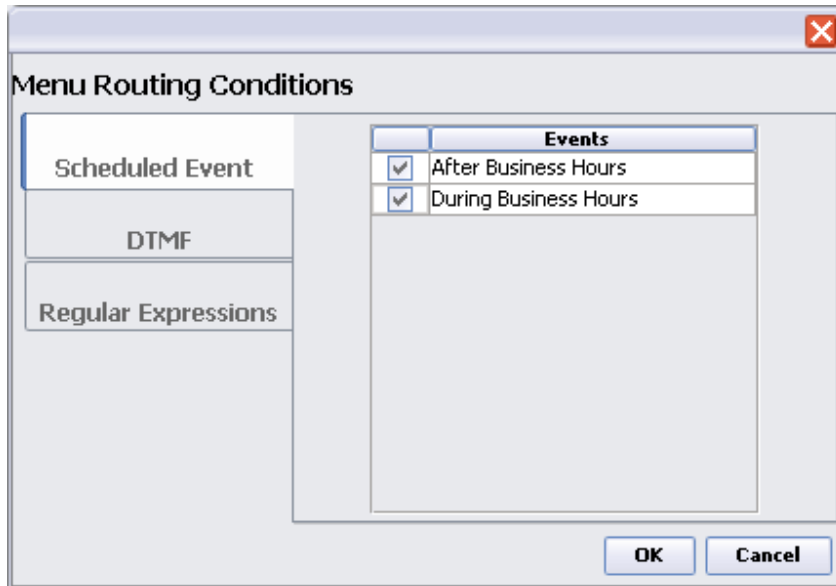 Menu Routing Conditions
Scheduled Event
DTMF
Regular Expressions
Events
After Business Hours
During Business Hours
OK
Cancel